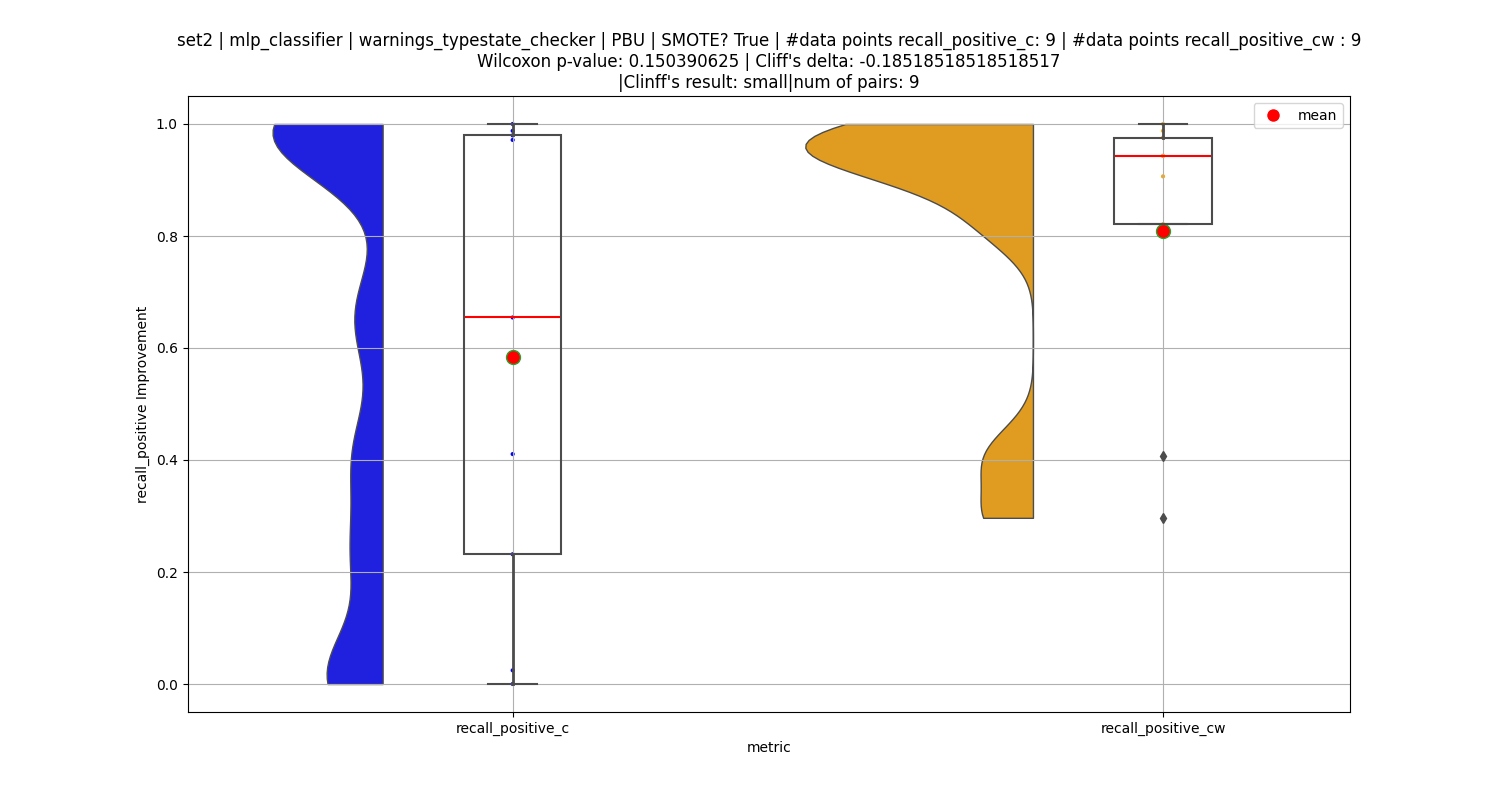 set2 | mlp_classifier | warnings_typestate_checker | PBU | SMOTE? True | #data points recall_positive_c: 9 | #data points recall_positive_cw : 9
Wilcoxon p-value: 0.150390625 | Cliff's delta: -0.18518518518518517
|Clinff's result: small|num of pairs: 9
mean
1.0
0.8
0.6
0.4
0.2
0.0
recall_positive Improvement
recall_positive_c
recall_positive_cw
metric